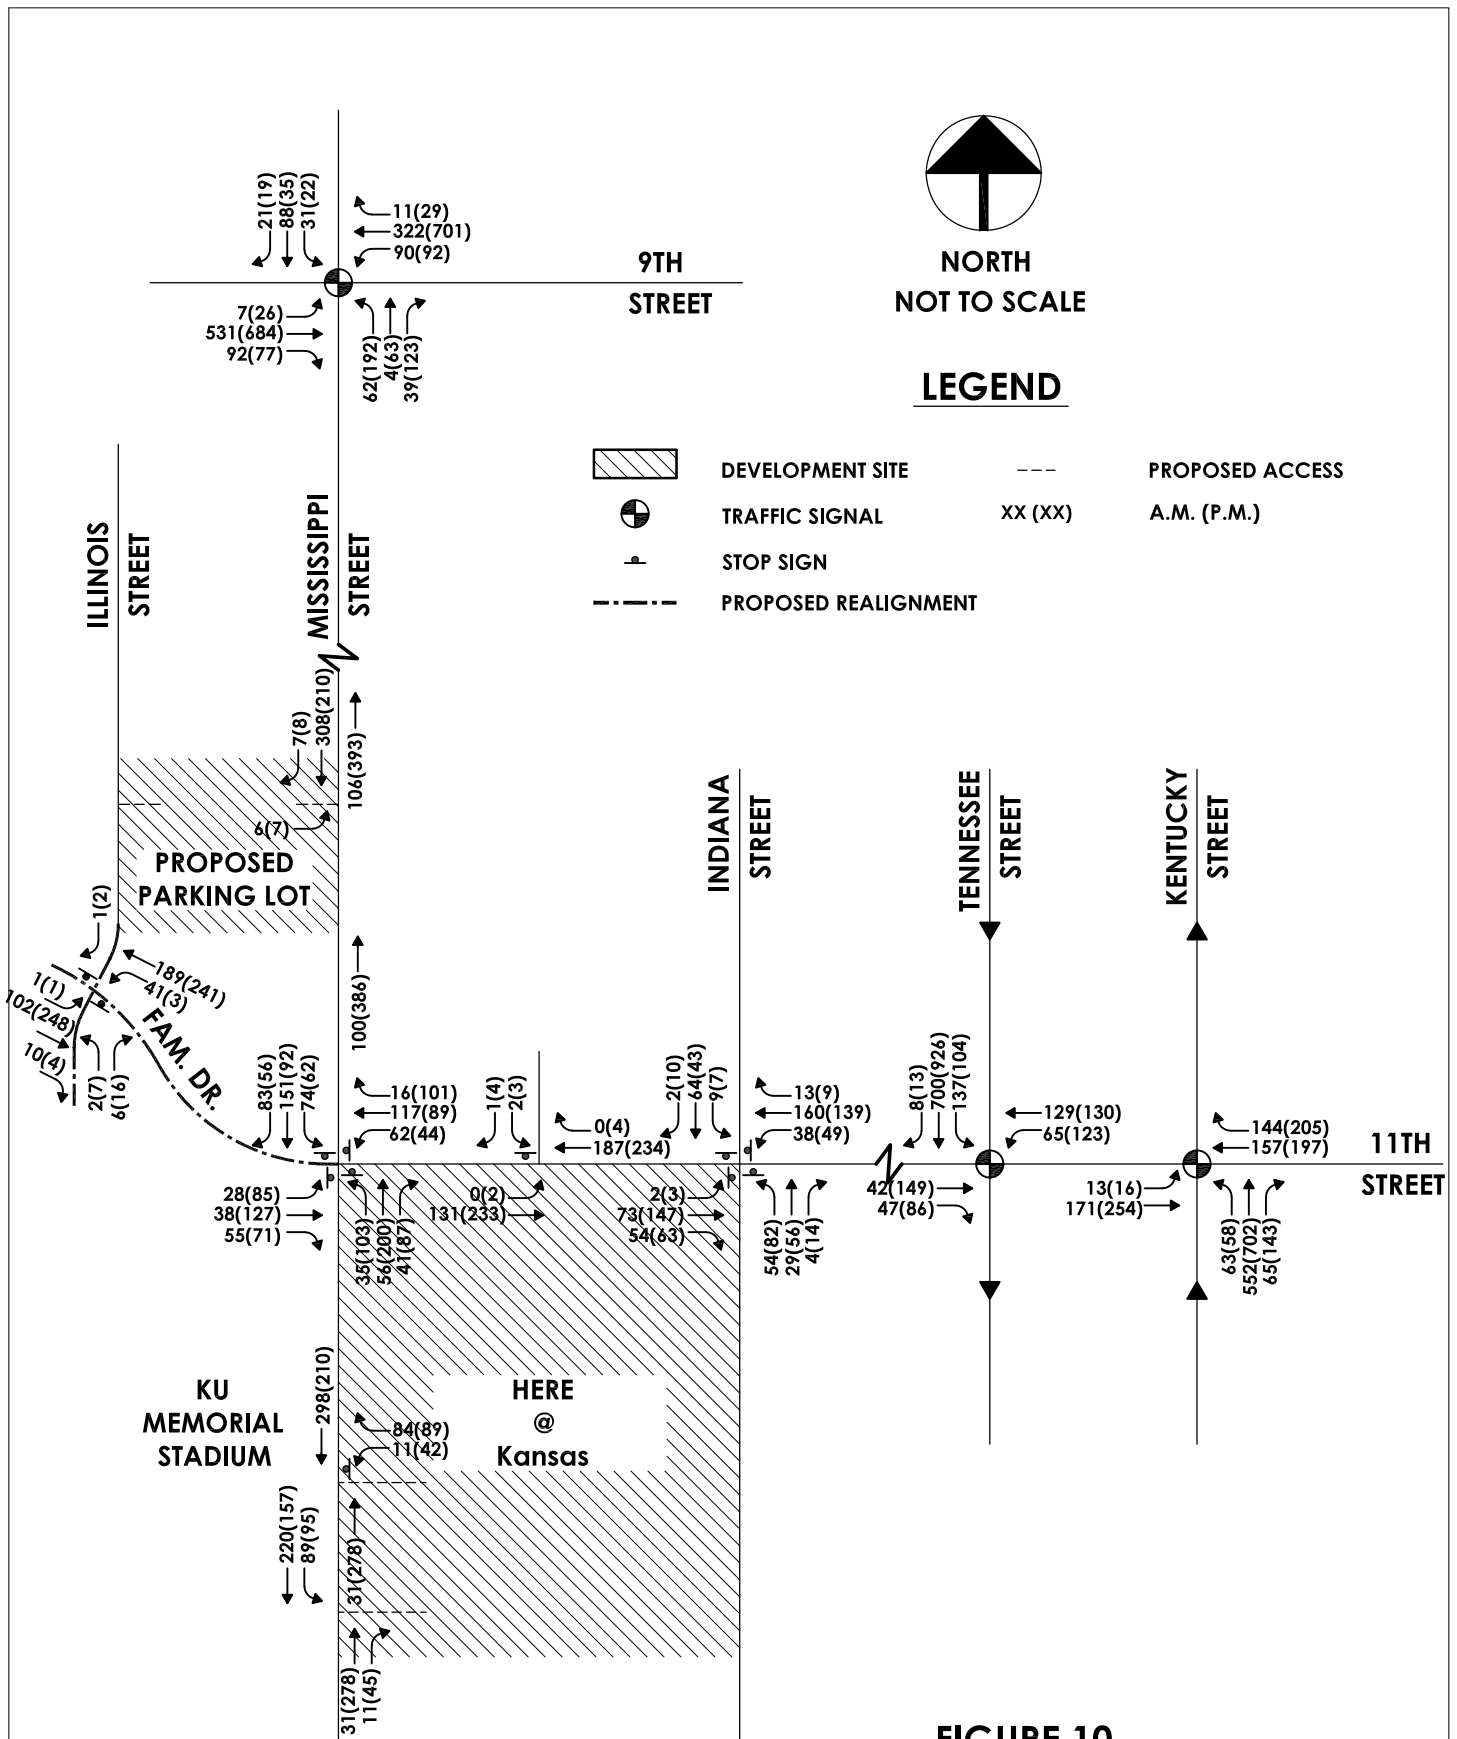 21(19)
88(35)
31(22)
11(29)
322(701)
90(92)
9TH
STREET
7(26)
531(684)
92(77)
62(192)
4(63)
39(123)
NORTH
NOT TO SCALE
LEGEND
DEVELOPMENT SITE
PROPOSED ACCESS
TRAFFIC SIGNAL
XX (XX)
A.M. (P.M.)
STOP SIGN
PROPOSED REALIGNMENT
ILLINOIS
STREET
MISSISSIPPI
STREET
7(8)
308(210)
106(393)
6(7)
PROPOSED
PARKING LOT
INDIANA
STREET
TENNESSEE
STREET
KENTUCKY
STREET
1(2)
189(241)
41(3)
1(1)
102(248)
10(4)
2(7)
6(16)
FAM. DR.
100(386)
83(56)
151(92)
74(62)
16(101)
117(89)
62(44)
28(85)
38(127)
55(71)
35(103)
56(200)
41(87)
1(4)
2(3)
0(4)
187(234)
0(2)
131(233)
2(10)
64(43)
9(7)
13(9)
160(139)
38(49)
2(3)
73(147)
54(63)
54(82)
29(56)
4(14)
8(13)
700(926)
137(104)
129(130)
65(123)
42(149)
47(86)
144(205)
157(197)
13(16)
171(254)
63(58)
552(702)
65(143)
11TH
STREET
KU
MEMORIAL
STADIUM
298(210)
HERE
@
Kansas
84(89)
11(42)
220(157)
89(95)
31(278)
31(278)
11(45)
FIGURE 10